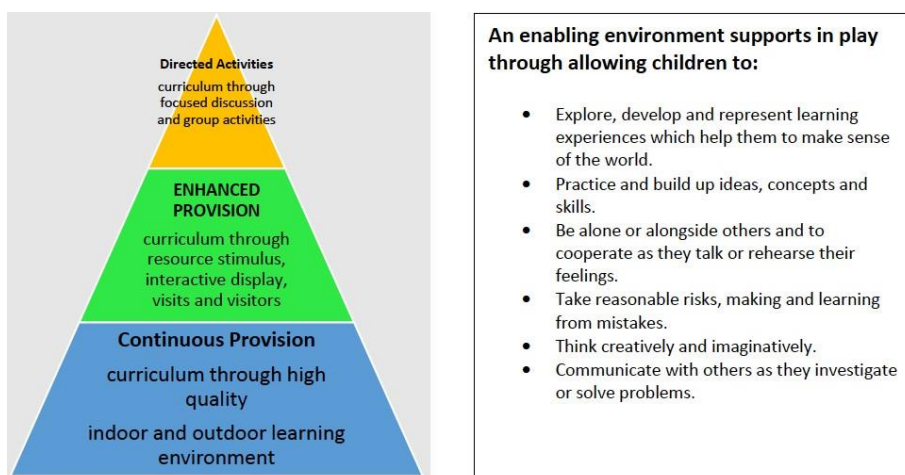 Directed Activities
curriculum through
focused discussion
and group activities
ENHANCED
PROVISION
curriculum through
resource stimulus,
interactive display,
visits and visitors
Continuous Provision
curriculum through high
quality
indoor and outdoor learning
environment
An enabling environment supports in play
through allowing children to:
• Explore, develop and represent learning
experiences which help them to make sense
of the world.
• Practice and build up ideas, concepts and
skills.
• Be alone or alongside others and to
cooperate as they talk or rehearse their
feelings.
• Take reasonable risks, making and learning
from mistakes.
• Think creatively and imaginatively.
• Communicate with others as they investigate
or solve problems.